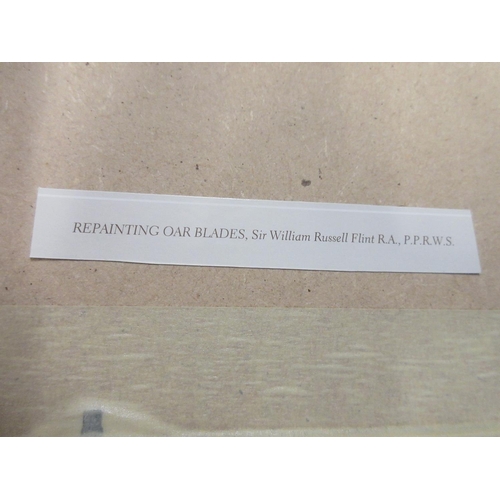 REPAINTING OAR BLADES, Sir William Russell Flint R.A., P.P.R.W.S.